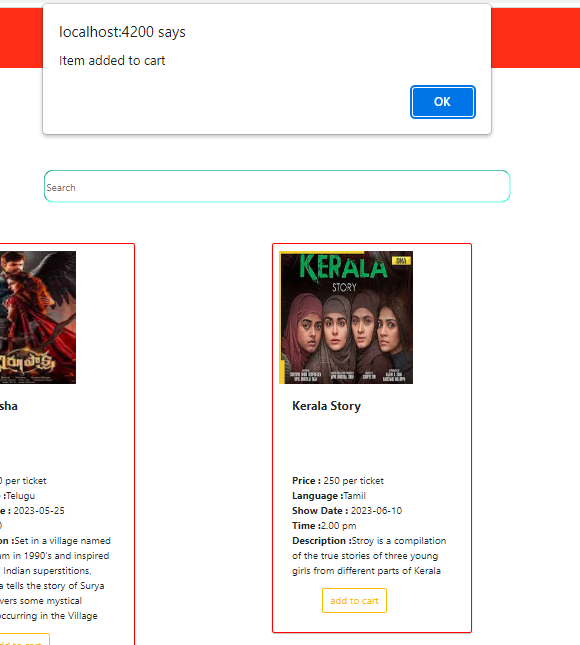 localhost:4200 says
Item added to cart
OK
Search
KERALA
STORY
DNA
sha
Kerala Story
per ticket
:Telugu
e : 2023-05-25
on :Set in a village named
am in 1990's and inspired
Indian superstitions,
a tells the story of Surya
vers some mystical
occurring in the Village
Price : 250 per ticket
Language :Tamil
Show Date : 2023-06-10
Time :2.00 pm
Description :Stroy is a compilation
of the true stories of three young
girls from different parts of Kerala
add to cart